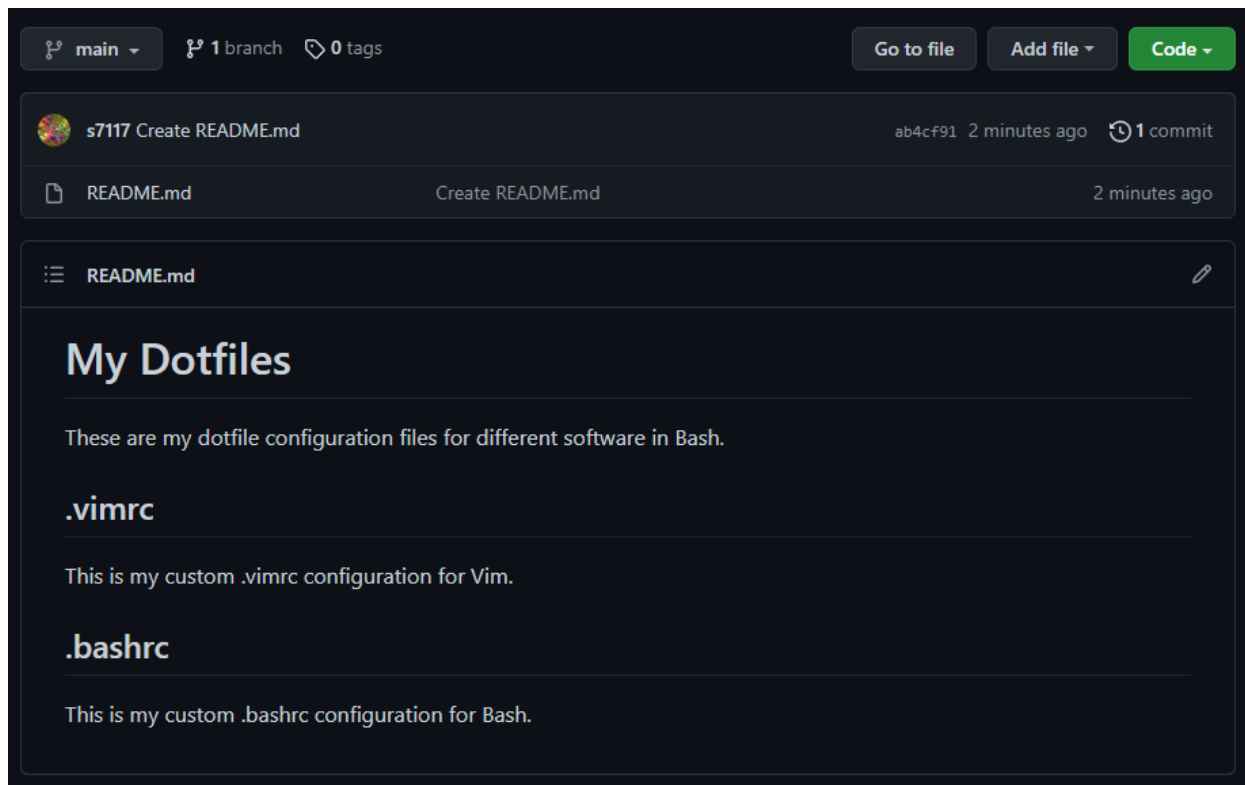 main 1 branch 0 tags Go to file Add file Code
s7117 Create README.md ab4cf91 2 minutes ago 1 commit
README.md Create README.md 2 minutes ago
README.md
My Dotfiles
These are my dotfile configuration files for different software in Bash.
.vimrc
This is my custom .vimrc configuration for Vim.
.bashrc
This is my custom .bashrc configuration for Bash.